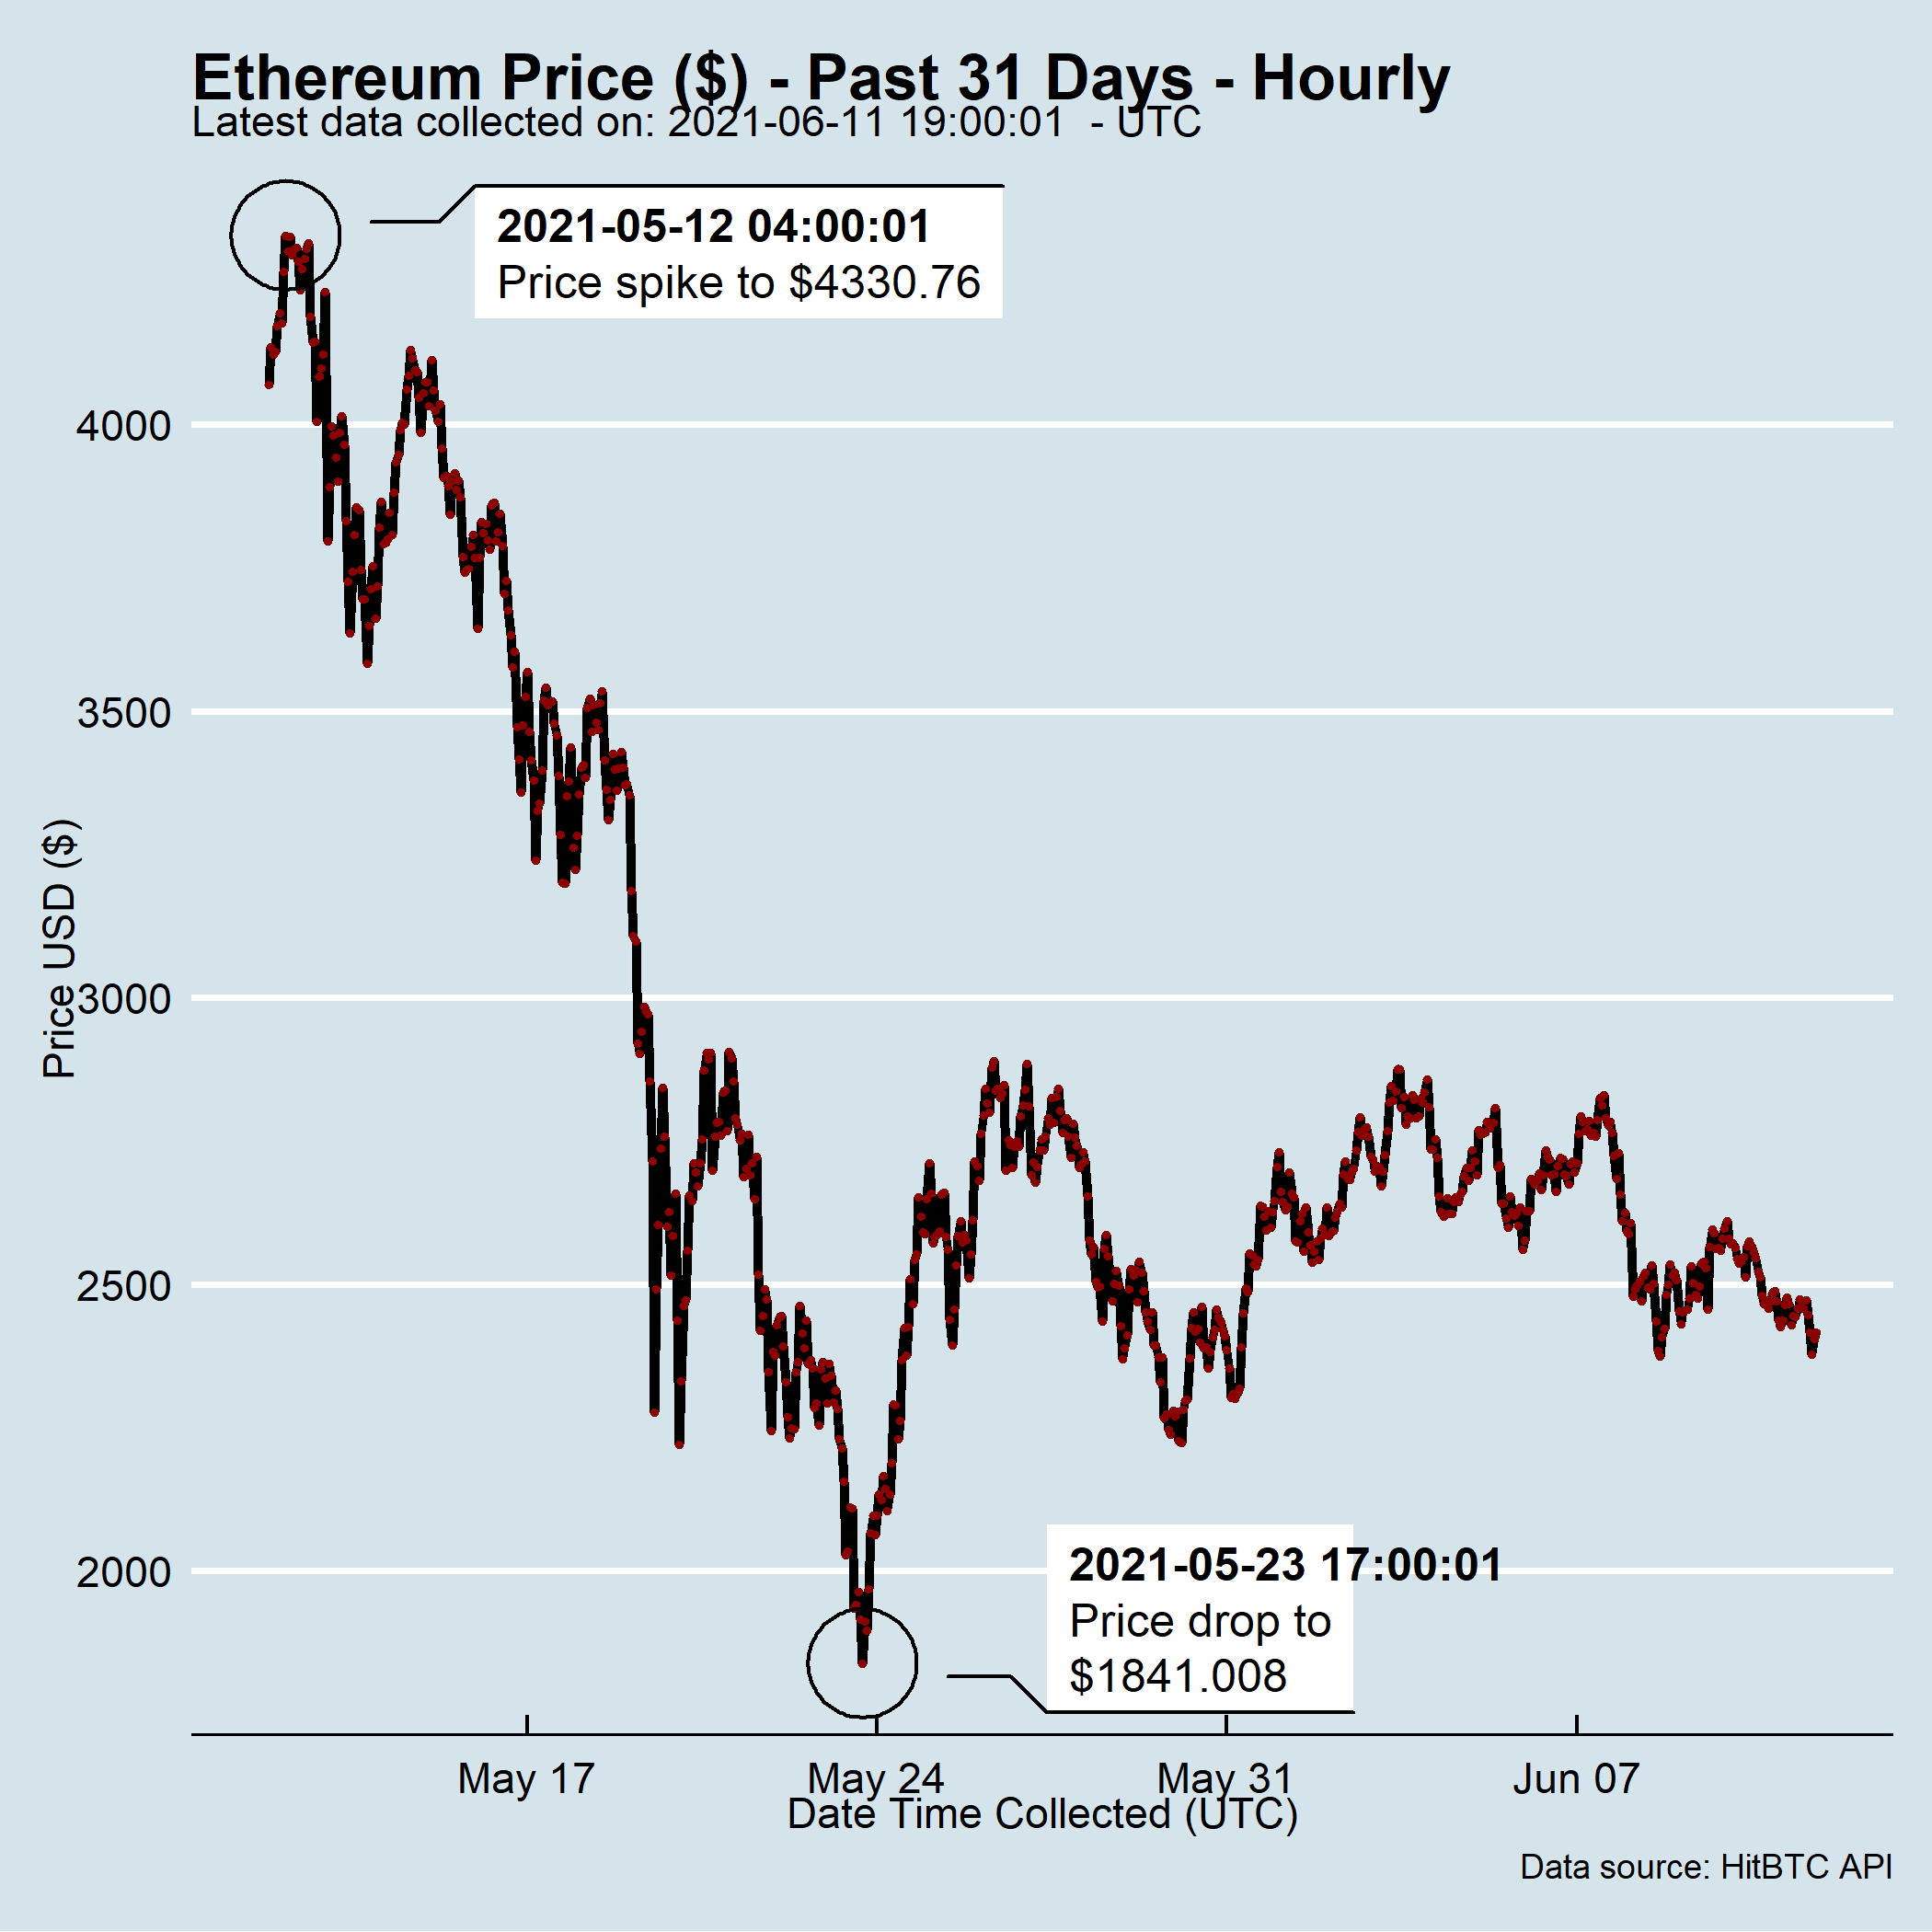 Ethereum Price ($) - Past 31 Days - Hourly
Latest data collected on: 2021-06-11 19:00:01  - UTC
2021-05-12 04:00:01
Price spike to $4330.76
4000
3500
3000
2500
2000
Price USD ($)
2021-05-23 17:00:01
Price drop to
$1841.008
May 17
May 24
May 31
Jun 07
Date Time Collected (UTC)
Data source: HitBTC API